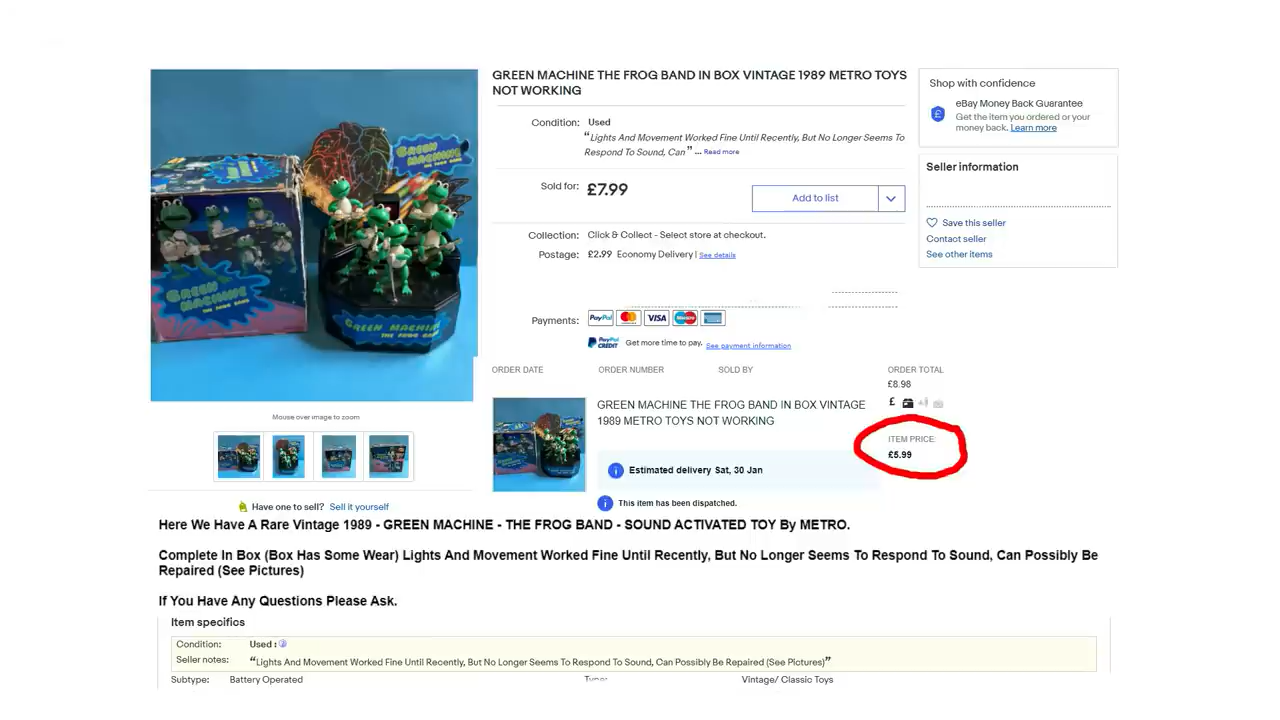 GREEN MACHINE THE FROG BAND IN BOX VINTAGE 1989 METRO TOYS
NOT WORKING
Condition: Used
“Lights And Movement Worked Fine Until Recently, But No Longer Seems To
Respond To Sound, Can” ... Read more
Sold for: £7.99
Add to list
Collection: Click & Collect - Select store at checkout.
Postage: £2.99 Economy Delivery | See details
Payments: PayPal VISA
PayPal CREDIT Get more time to pay. See payment information
Shop with confidence
eBay Money Back Guarantee
Get the item you ordered or your
money back. Learn more
Seller information
Save this seller
Contact seller
See other items
GREEN MACHINE
THE FROG BAND
GREEN MACHINE
GREEN MACHINE
THE FROG BAND
Mouse over image to zoom
Have one to sell? Sell it yourself
ORDER DATE ORDER NUMBER SOLD BY ORDER TOTAL
£8.98
£
GREEN MACHINE THE FROG BAND IN BOX VINTAGE
1989 METRO TOYS NOT WORKING
ITEM PRICE:
£5.99
Estimated delivery Sat, 30 Jan
This item has been dispatched.
Here We Have A Rare Vintage 1989 - GREEN MACHINE - THE FROG BAND - SOUND ACTIVATED TOY By METRO.
Complete In Box (Box Has Some Wear) Lights And Movement Worked Fine Until Recently, But No Longer Seems To Respond To Sound, Can Possibly Be
Repaired (See Pictures)
If You Have Any Questions Please Ask.
Item specifics
Condition: Used :
Seller notes: “Lights And Movement Worked Fine Until Recently, But No Longer Seems To Respond To Sound, Can Possibly Be Repaired (See Pictures)”
Subtype: Battery Operated Type: Vintage/ Classic Toys